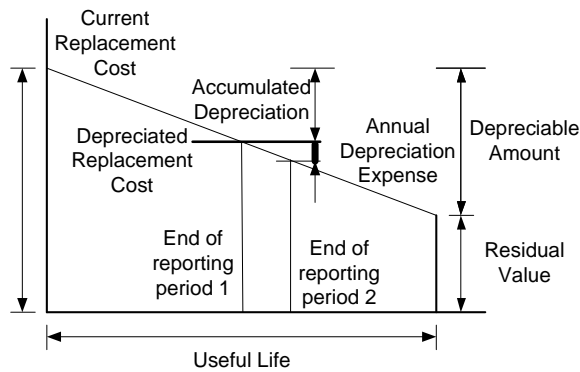 Current
Replacement
Cost
Accumulated
Depreciation
Depreciated
Replacement
Cost
Annual
Depreciation
Expense
Depreciable
Amount
End of
reporting
period 1
End of
reporting
period 2
Residual
Value
Useful Life